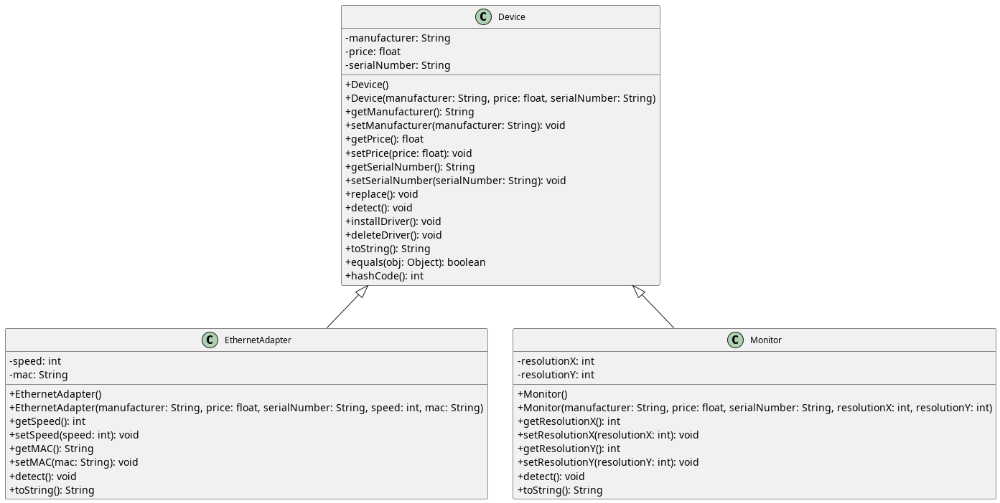 C Device
-manufacturer: String
-price: float
-serialNumber: String
+Device()
+Device(manufacturer: String, price: float, serialNumber: String)
+getManufacturer(): String
+setManufacturer(manufacturer: String): void
+getPrice(): float
+setPrice(price: float): void
+getSerialNumber(): String
+setSerialNumber(serialNumber: String): void
+replace(): void
+detect(): void
+installDriver(): void
+deleteDriver(): void
+toString(): String
+equals(obj: Object): boolean
+hashCode(): int
C EthernetAdapter
-speed: int
-mac: String
+EthernetAdapter()
+EthernetAdapter(manufacturer: String, price: float, serialNumber: String, speed: int, mac: String)
+getSpeed(): int
+setSpeed(speed: int): void
+getMAC(): String
+setMAC(mac: String): void
+detect(): void
+toString(): String
C Monitor
-resolutionX: int
-resolutionY: int
+Monitor()
+Monitor(manufacturer: String, price: float, serialNumber: String, resolutionX: int, resolutionY: int)
+getResolutionX(): int
+setResolutionX(resolutionX: int): void
+getResolutionY(): int
+setResolutionY(resolutionY: int): void
+detect(): void
+toString(): String